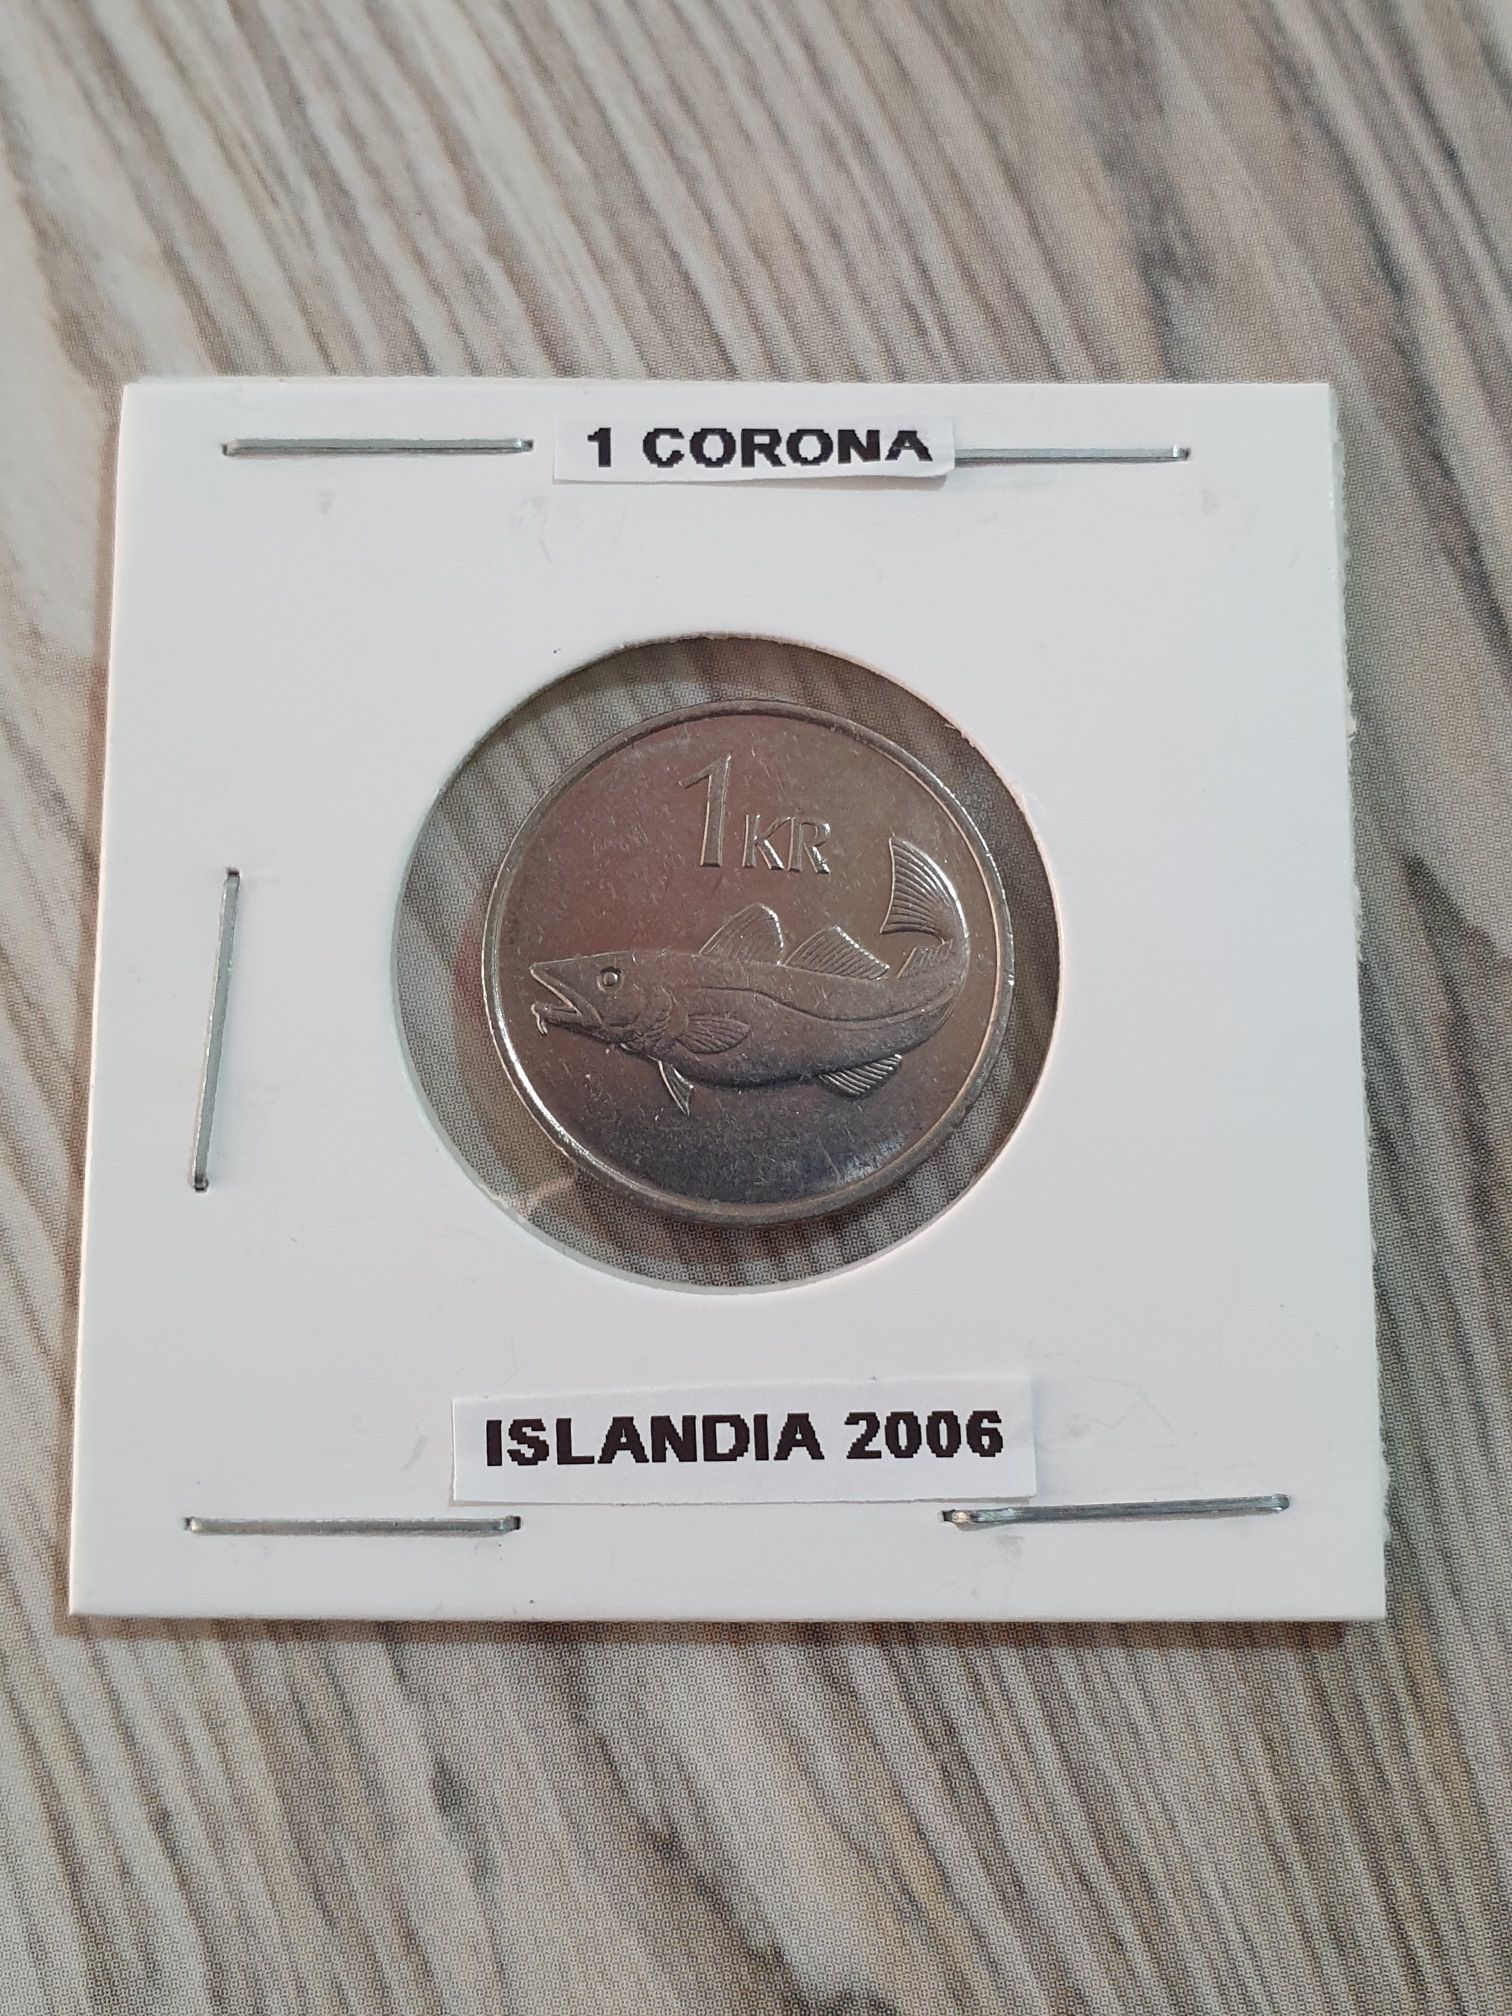 1 CORONA
1 KR
ISLANDIA 2006